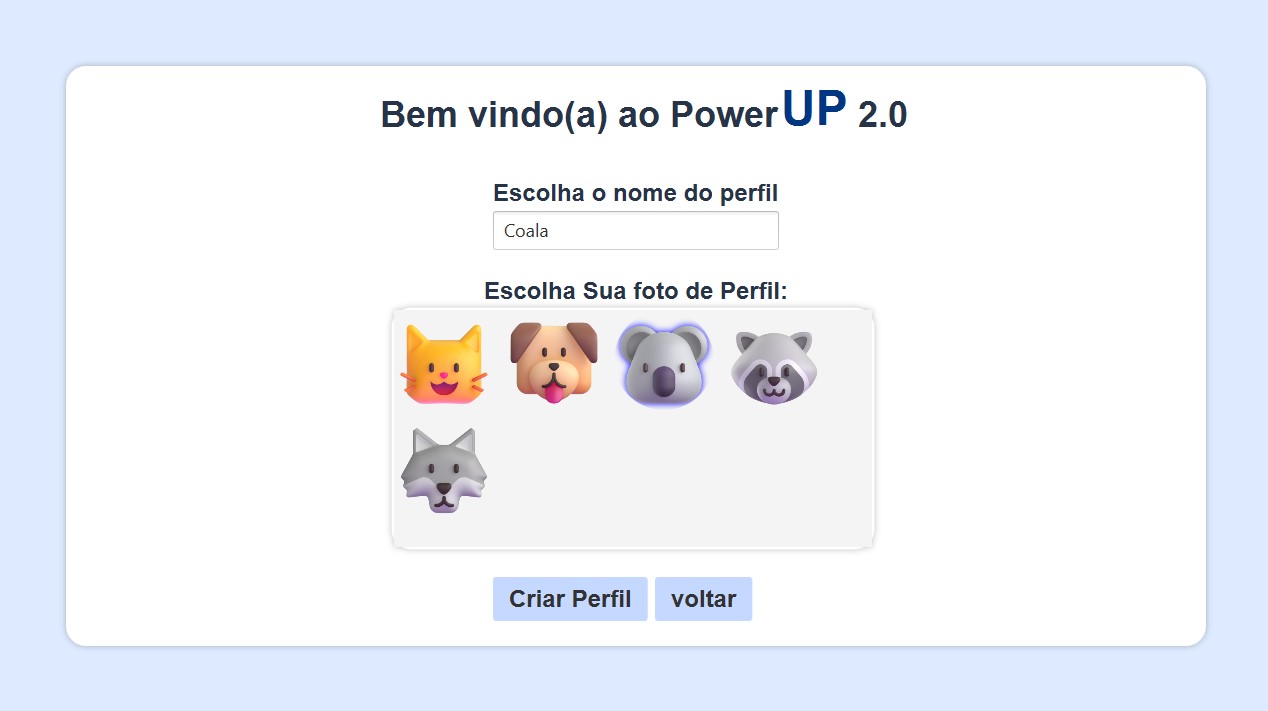 Bem vindo(a) ao PowerUP 2.0
Escolha o nome do perfil
Coala
Escolha Sua foto de Perfil:
Criar Perfil voltar